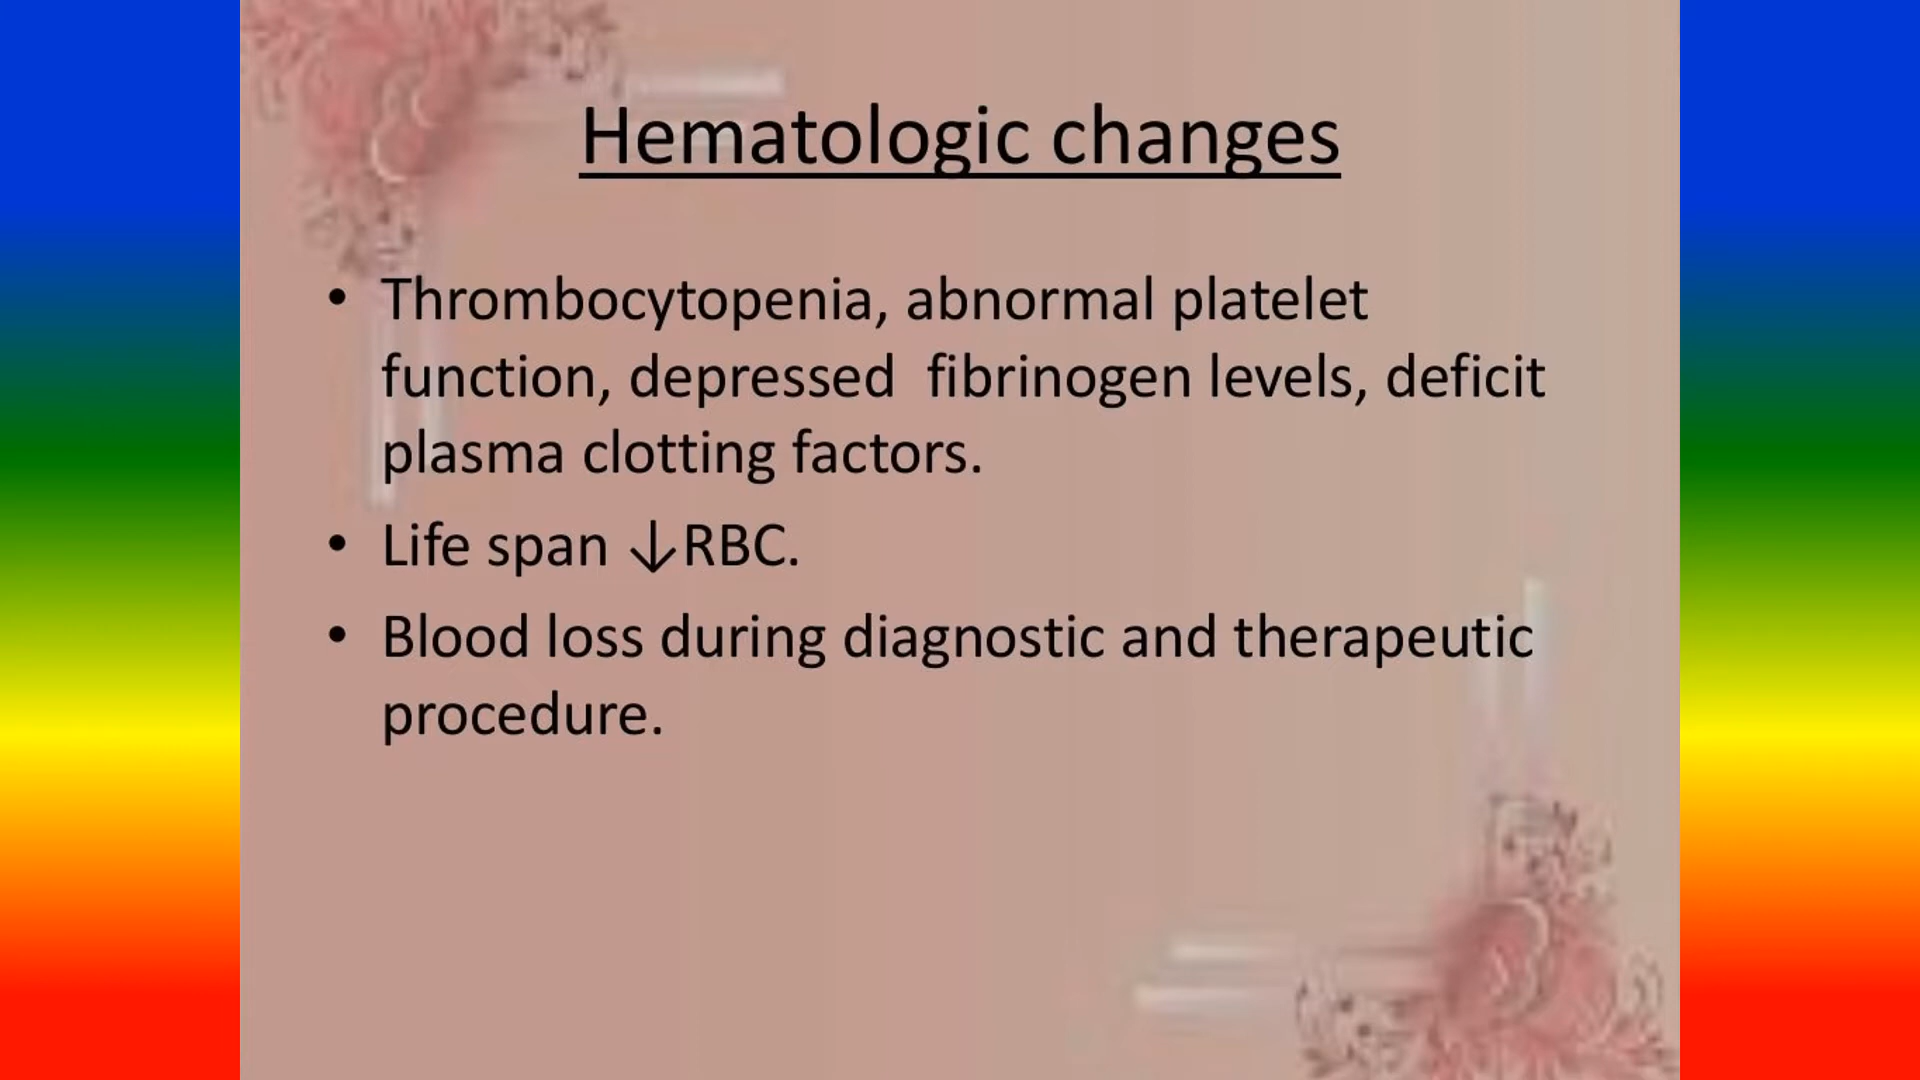 Hematologic changes
• Thrombocytopenia, abnormal platelet
function, depressed  fibrinogen levels, deficit
plasma clotting factors.
• Life span ↓RBC.
• Blood loss during diagnostic and therapeutic
procedure.